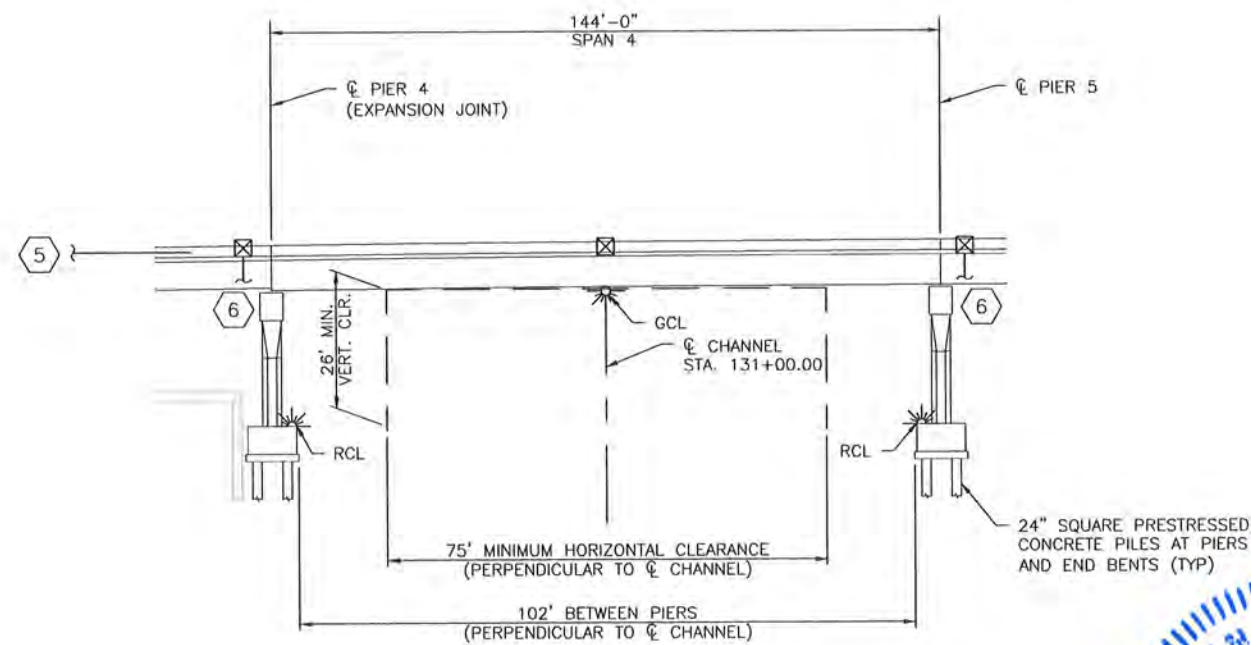 144'-0"
SPAN 4
℄ PIER 4
(EXPANSION JOINT)
℄ PIER 5
5
6
26' MIN.
VERT. CLR.
GCL
℄ CHANNEL
STA. 131+00.00
6
RCL
RCL
24" SQUARE PRESTRESSED
CONCRETE PILES AT PIERS
AND END BENTS (TYP)
75' MINIMUM HORIZONTAL CLEARANCE
(PERPENDICULAR TO ℄ CHANNEL)
102' BETWEEN PIERS
(PERPENDICULAR TO ℄ CHANNEL)